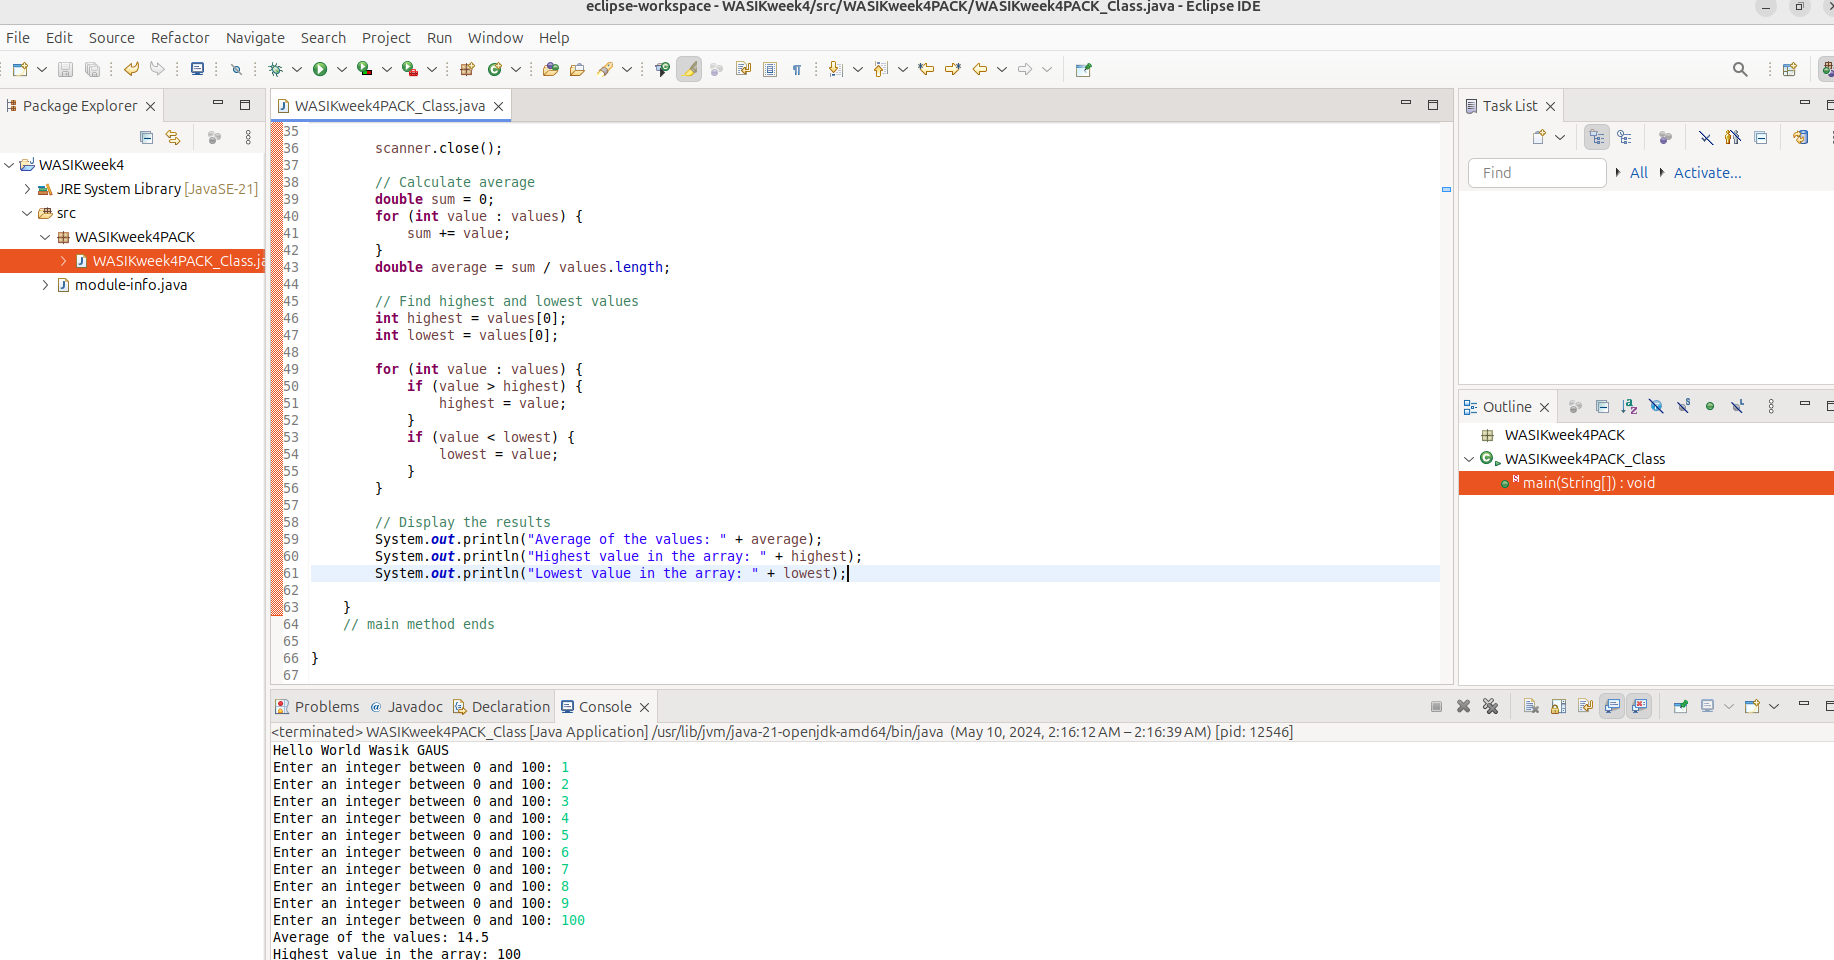 eclipse-workspace - WASIKweek4/src/WASIKweek4PACK/WASIKweek4PACK_Class.java - Eclipse IDE
File Edit Source Refactor Navigate Search Project Run Window Help
Package Explorer
WASIKweek4
JRE System Library [JavaSE-21]
src
WASIKweek4PACK
WASIKweek4PACK_Class.ja
module-info.java
WASIKweek4PACK_Class.java
35
36 scanner.close();
37
38 // Calculate average
39 double sum = 0;
40 for (int value : values) {
41 sum += value;
42 }
43 double average = sum / values.length;
44
45 // Find highest and lowest values
46 int highest = values[0];
47 int lowest = values[0];
48
49 for (int value : values) {
50 if (value > highest) {
51 highest = value;
52 }
53 if (value < lowest) {
54 lowest = value;
55 }
56 }
57
58 // Display the results
59 System.out.println("Average of the values: " + average);
60 System.out.println("Highest value in the array: " + highest);
61 System.out.println("Lowest value in the array: " + lowest);
62
63 }
64 // main method ends
65
66 }
67
Task List
Find All Activate...
Outline
WASIKweek4PACK
WASIKweek4PACK_Class
main(String[]) : void
Problems Javadoc Declaration Console
<terminated> WASIKweek4PACK_Class [Java Application] /usr/lib/jvm/java-21-openjdk-amd64/bin/java (May 10, 2024, 2:16:12 AM – 2:16:39 AM) [pid: 12546]
Hello World Wasik GAUS
Enter an integer between 0 and 100: 1
Enter an integer between 0 and 100: 2
Enter an integer between 0 and 100: 3
Enter an integer between 0 and 100: 4
Enter an integer between 0 and 100: 5
Enter an integer between 0 and 100: 6
Enter an integer between 0 and 100: 7
Enter an integer between 0 and 100: 8
Enter an integer between 0 and 100: 9
Enter an integer between 0 and 100: 100
Average of the values: 14.5
Highest value in the array: 100